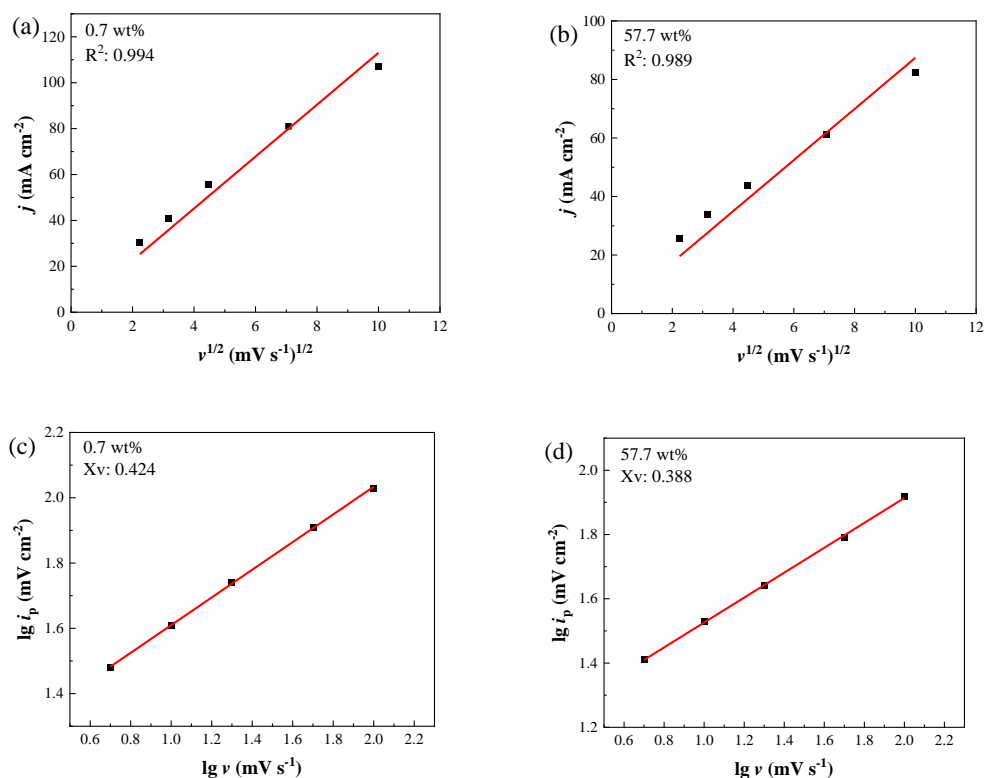 (a)
0.7 wt%
R²: 0.994
j (mA cm⁻²)
120
100
80
60
40
20
0
0 2 4 6 8 10 12
v¹/² (mV s⁻¹)¹/²
(b)
57.7 wt%
R²: 0.989
j (mA cm⁻²)
100
80
60
40
20
0
0 2 4 6 8 10 12
v¹/² (mV s⁻¹)¹/²
(c)
0.7 wt%
Xv: 0.424
lg iₚ (mV cm⁻²)
2.2
2.0
1.8
1.6
1.4
0.6 0.8 1.0 1.2 1.4 1.6 1.8 2.0 2.2
lg v (mV s⁻¹)
(d)
57.7 wt%
Xv: 0.388
lg iₚ (mV cm⁻²)
2.0
1.8
1.6
1.4
1.2
0.6 0.8 1.0 1.2 1.4 1.6 1.8 2.0 2.2
lg v (mV s⁻¹)